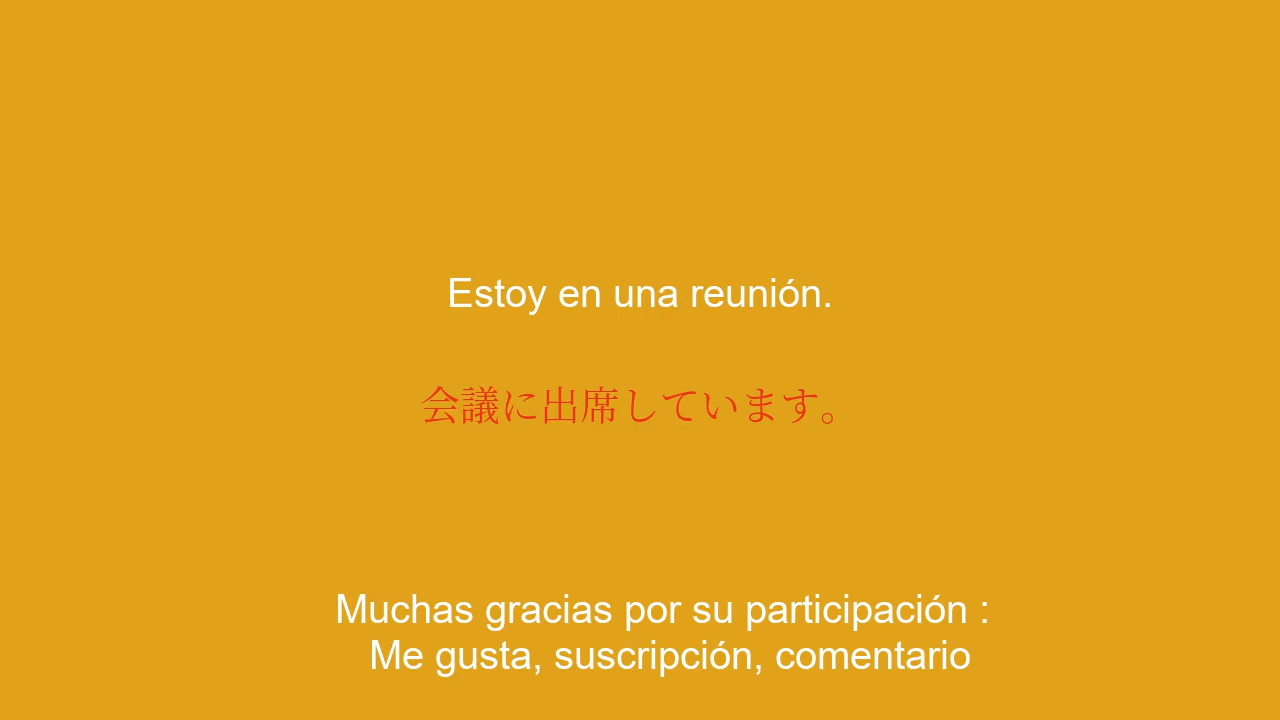 Estoy en una reunión.
会議に出席しています。
Muchas gracias por su participación :
Me gusta, suscripción, comentario